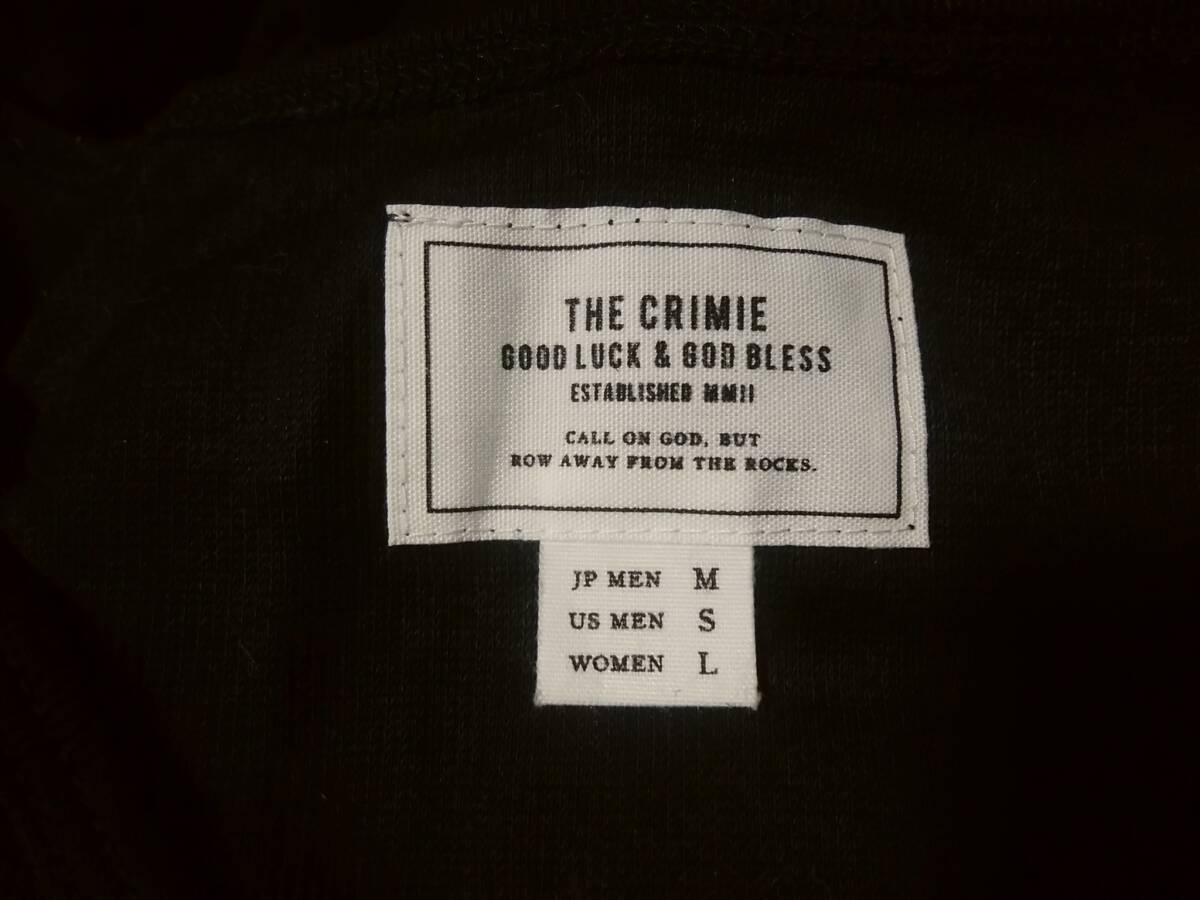 THE CRIMIE
GOOD LUCK & GOD BLESS
ESTABLISHED MMII
CALL ON GOD, BUT
ROW AWAY FROM THE ROCKS.
JP MEN M
US MEN S
WOMEN L